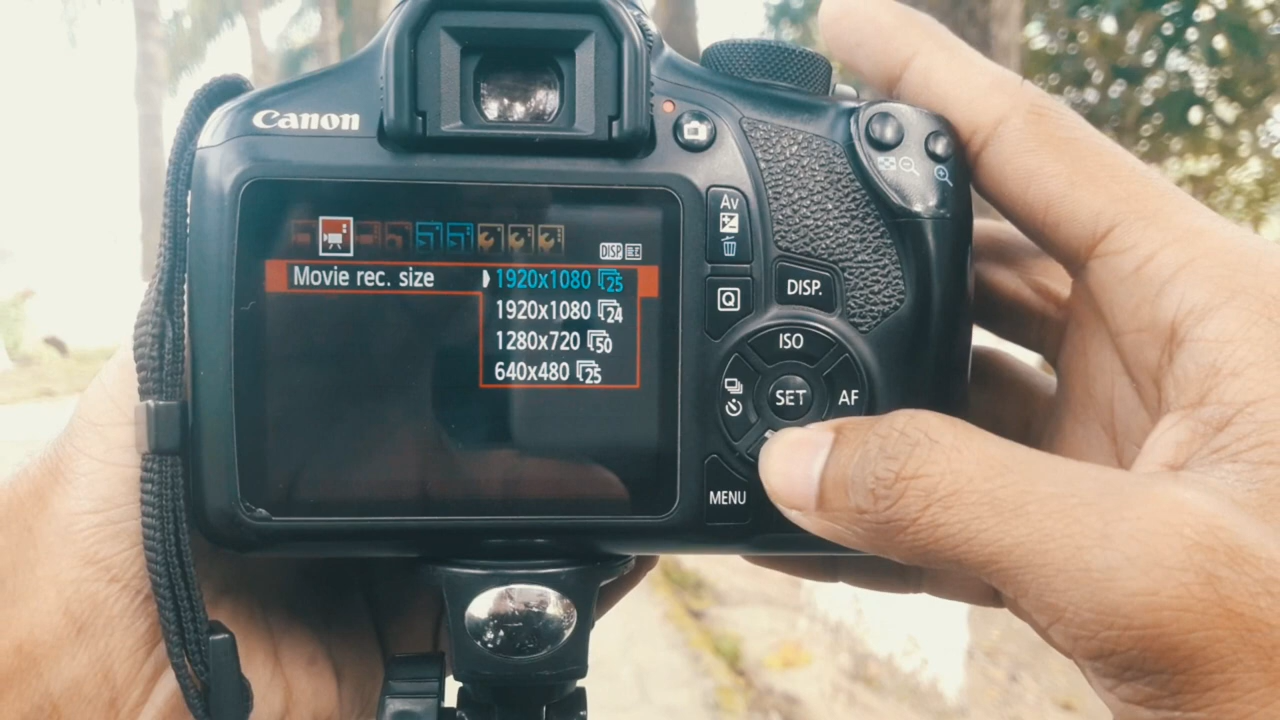 Canon
Av
DISP.
Movie rec. size
1920x1080 25
1920x1080 24
1280x720 50
640x480 25
Q
DISP.
ISO
SET
AF
MENU